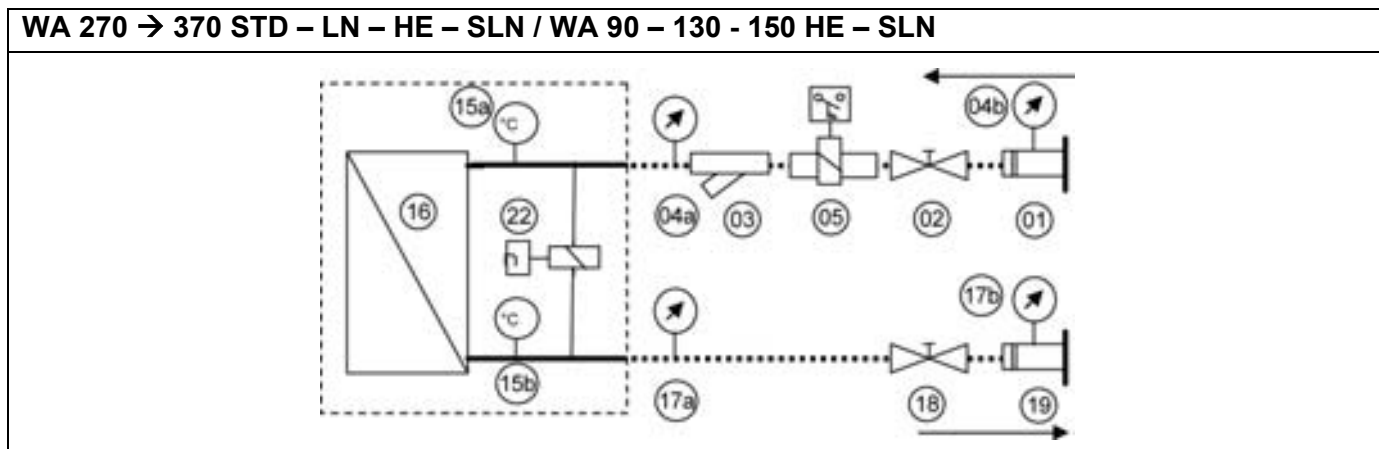 WA 270 → 370 STD – LN – HE – SLN / WA 90 – 130 - 150 HE – SLN
15a
°C
04b
16
22
04a
03
05
02
01
°C
17b
15b
17a
18
19